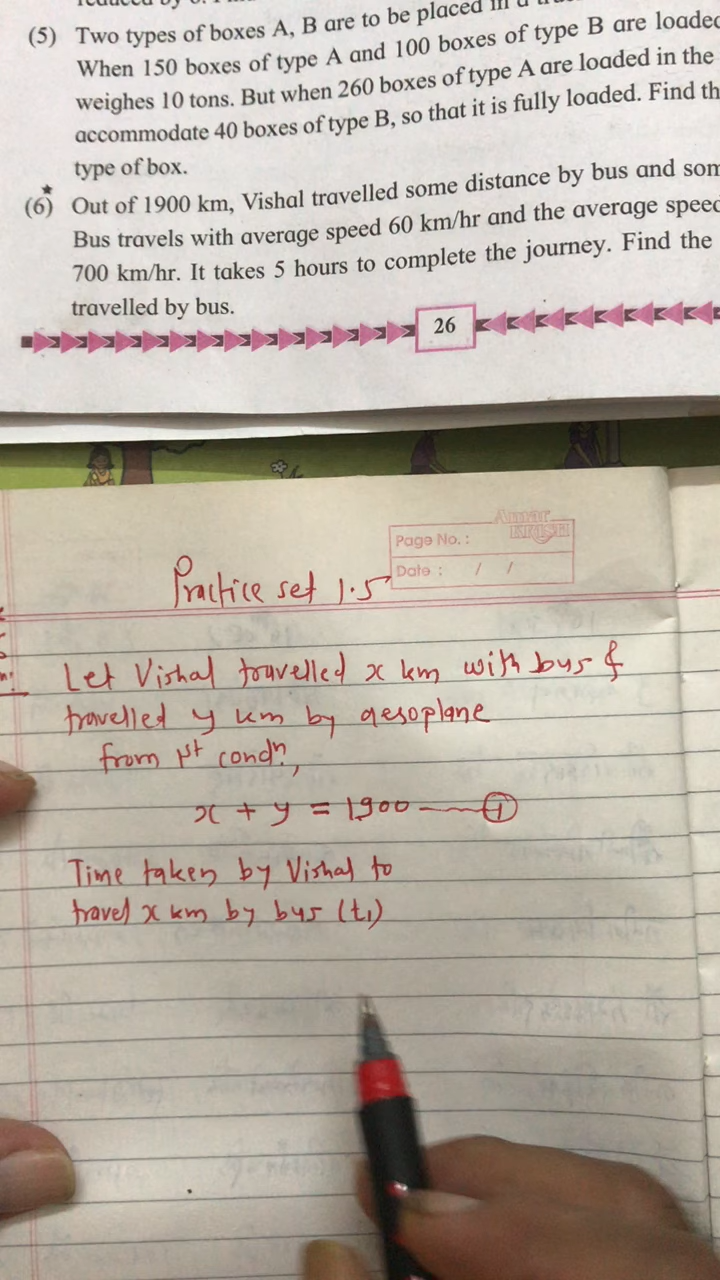 (5) Two types of boxes A, B are to be placed in a
When 150 boxes of type A and 100 boxes of type B are loaded
weighes 10 tons. But when 260 boxes of type A are loaded in the
accommodate 40 boxes of type B, so that it is fully loaded. Find th
type of box.
★
(6) Out of 1900 km, Vishal travelled some distance by bus and som
Bus travels with average speed 60 km/hr and the average speed
700 km/hr. It takes 5 hours to complete the journey. Find the
travelled by bus.
26
Amar
Page No. :
Date : / /
Practice set 1.5
Let Vishal travelled x km with bus &
travelled y km by aeroplane
from 1st condn,
x + y = 1900 —— ①
Time taken by Vishal to
travel x km by bus (t₁)